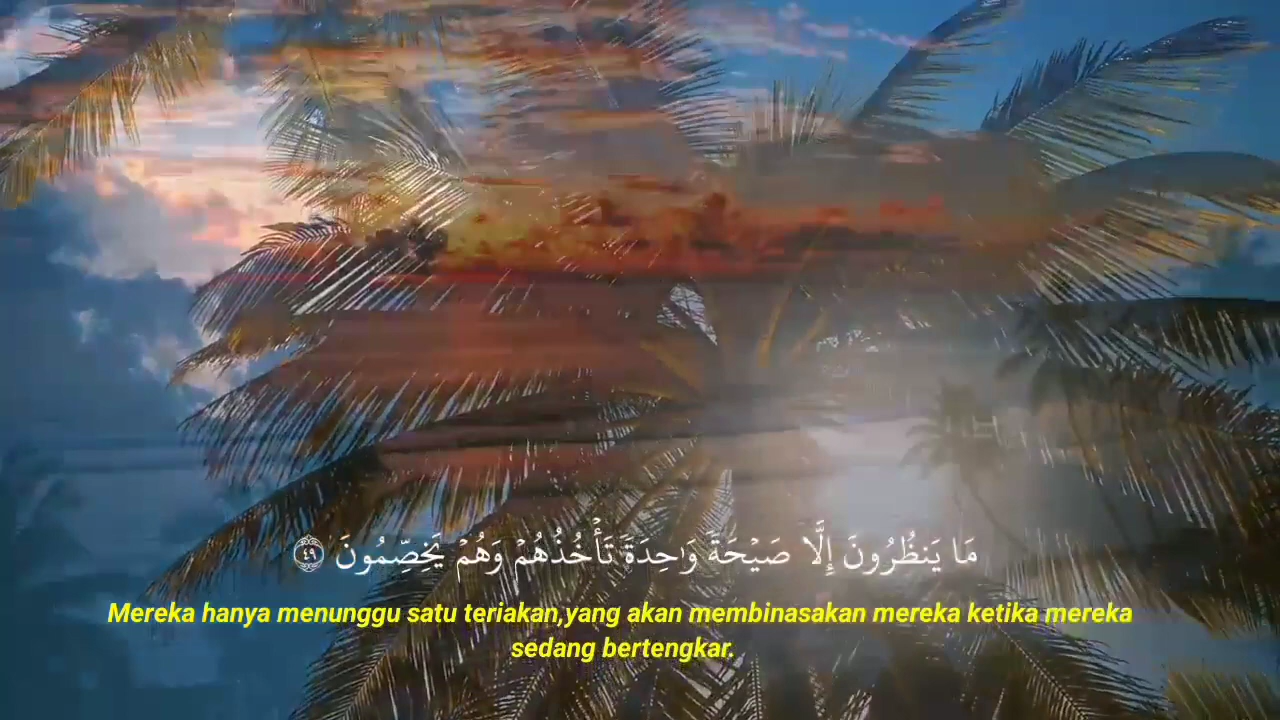 مَا يَنظُرُونَ إِلَّا صَيْحَةً وَٰحِدَةً تَأْخُذُهُمْ وَهُمْ يَخِصِّمُونَ ٤٩
Mereka hanya menunggu satu teriakan,yang akan membinasakan mereka ketika mereka
sedang bertengkar.